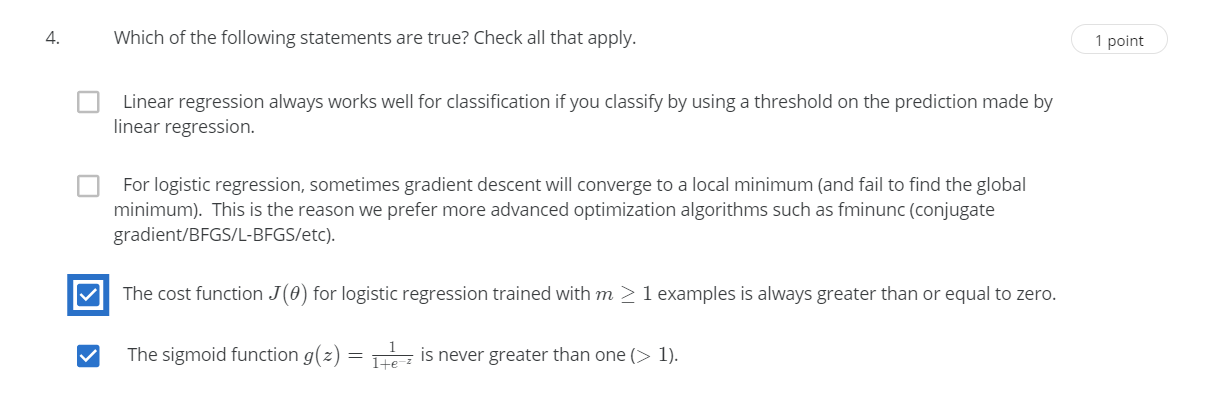 4. Which of the following statements are true? Check all that apply. 1 point
Linear regression always works well for classification if you classify by using a threshold on the prediction made by
linear regression.
For logistic regression, sometimes gradient descent will converge to a local minimum (and fail to find the global
minimum). This is the reason we prefer more advanced optimization algorithms such as fminunc (conjugate
gradient/BFGS/L-BFGS/etc).
The cost function J(θ) for logistic regression trained with m ≥ 1 examples is always greater than or equal to zero.
The sigmoid function g(z) = 1/1+e^−z is never greater than one (> 1).